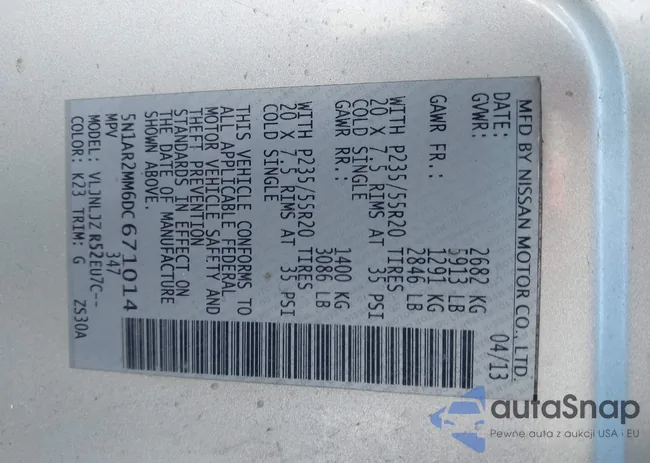 MFD BY NISSAN MOTOR CO., LTD.
DATE: 04/13
GVWR: 2682 KG
5913 LB
GAWR FR.: 1291 KG
2846 LB
WITH P235/55R20 TIRES
20 X 7.5 RIMS AT 35 PSI
COLD SINGLE
GAWR RR.: 1400 KG
3086 LB
WITH P235/55R20 TIRES
20 X 7.5 RIMS AT 35 PSI
COLD SINGLE
THIS VEHICLE CONFORMS TO
ALL APPLICABLE FEDERAL
MOTOR VEHICLE SAFETY AND
THEFT PREVENTION
STANDARDS IN EFFECT ON
THE DATE OF MANUFACTURE
SHOWN ABOVE.
5N1AR2MM6DC671014
MPV 347
MODEL: VLJNLJZ R52EU7C--
COLOR: K23 TRIM: G ZS30A
autaSnap
Pewne auta z aukcji USA i EU